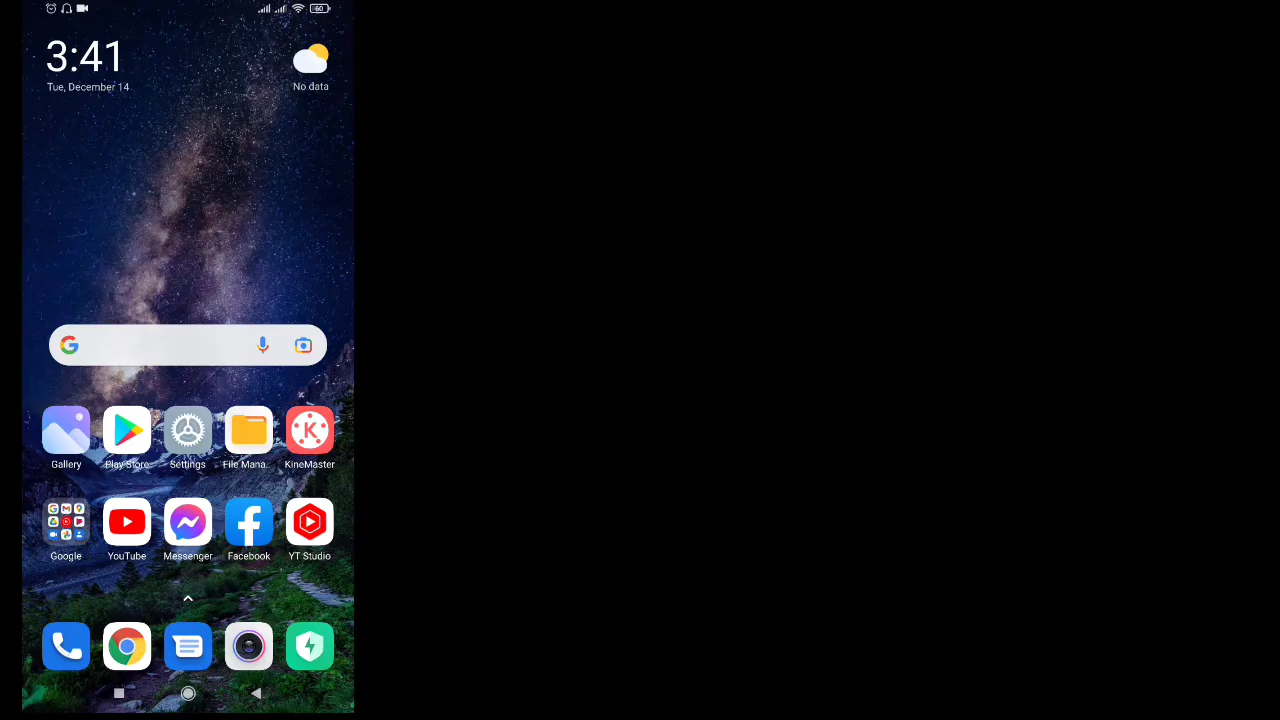 60
3:41
Tue, December 14
No data
Gallery
Play Store
Settings
File Mana..
KineMaster
Google
YouTube
Messenger
Facebook
YT Studio